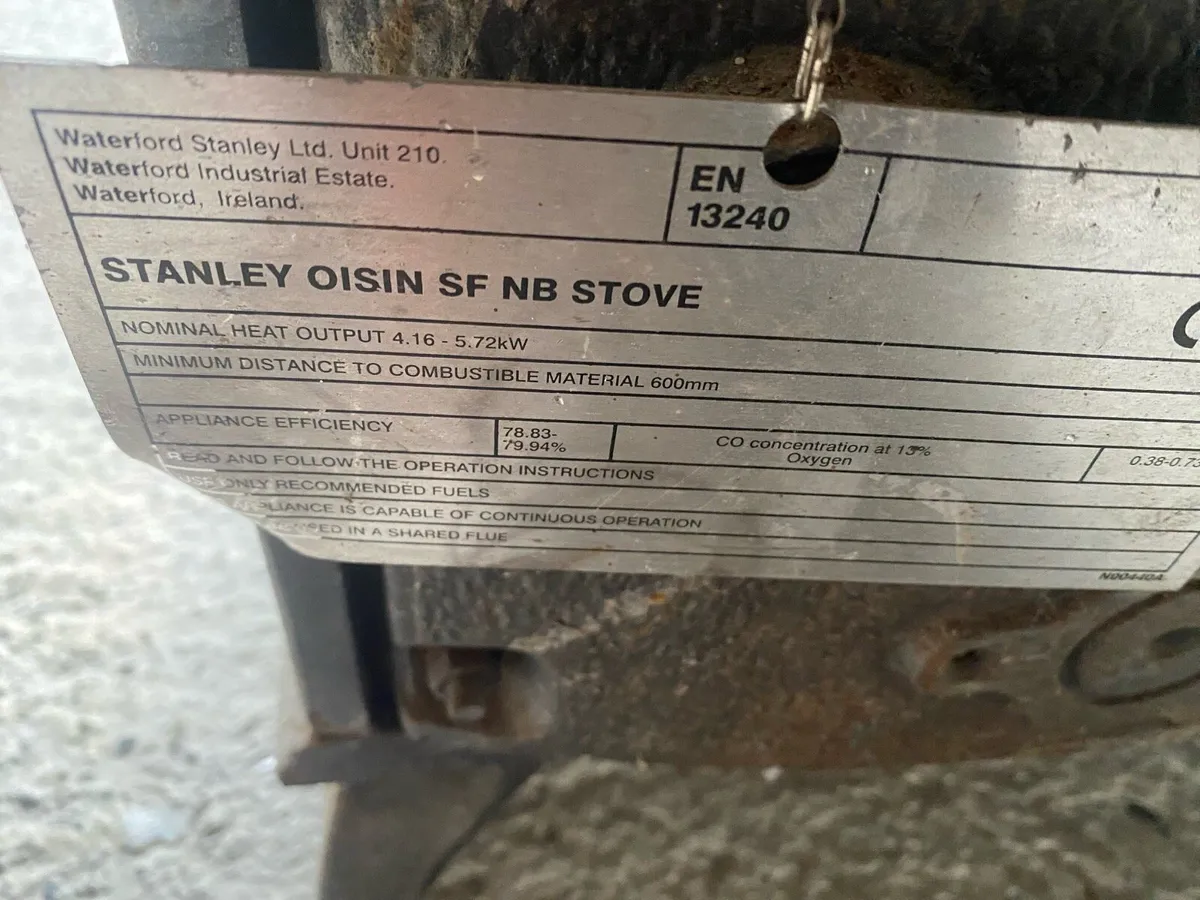 Waterford Stanley Ltd. Unit 210.
Waterford Industrial Estate.
Waterford, Ireland.
EN
13240
STANLEY OISIN SF NB STOVE
NOMINAL HEAT OUTPUT 4.16 - 5.72kW
MINIMUM DISTANCE TO COMBUSTIBLE MATERIAL 600mm
APPLIANCE EFFICIENCY
78.83-
79.94%
CO concentration at 13%
Oxygen
READ AND FOLLOW THE OPERATION INSTRUCTIONS
ONLY RECOMMENDED FUELS
IS CAPABLE OF CONTINUOUS OPERATION
IN A SHARED FLUE
N00440A